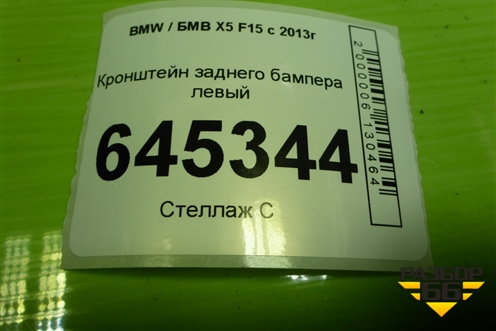 BMW / БМВ X5 F15 с 2013г
Кронштейн заднего бампера
левый
645344
Стеллаж С
2000006130464
РАЗБОР
66